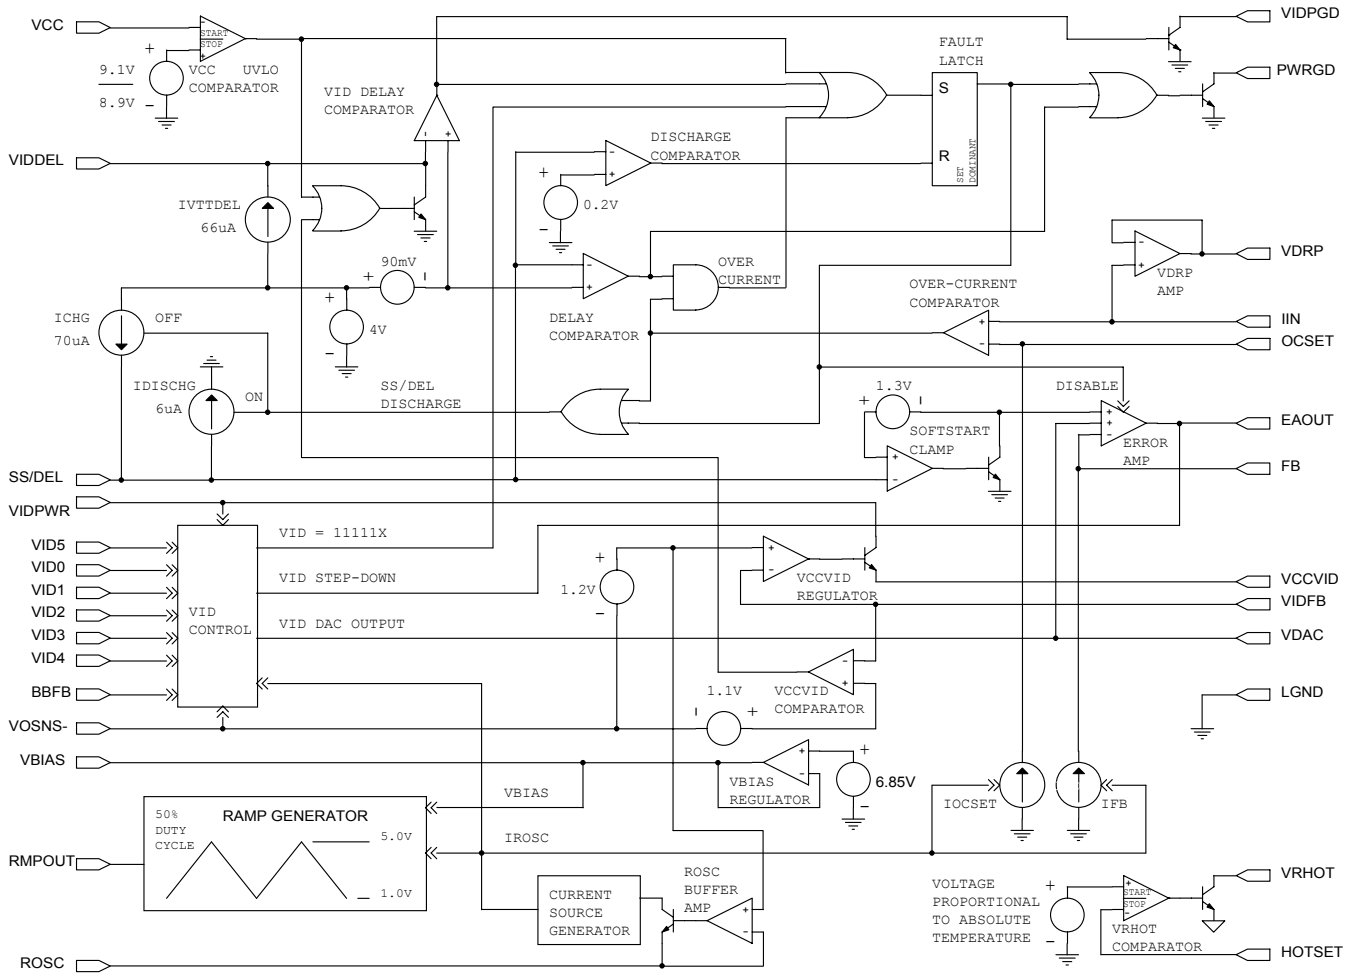 VCC
START
STOP
9.1V
8.9V
VCC UVLO
COMPARATOR
VID DELAY
COMPARATOR
FAULT
LATCH
S
R
SET
DOMINANT
VIDPGD
PWRGD
VIDDEL
DISCHARGE
COMPARATOR
0.2V
IVTTDEL
66uA
90mV
4V
ICHG
70uA
OFF
IDISCHG
6uA
ON
SS/DEL
DISCHARGE
DELAY
COMPARATOR
OVER
CURRENT
OVER-CURRENT
COMPARATOR
VDRP
AMP
VDRP
IIN
OCSET
1.3V
DISABLE
SOFTSTART
CLAMP
ERROR
AMP
EAOUT
FB
SS/DEL
VIDPWR
VID5
VID0
VID1
VID2
VID3
VID4
BBFB
VOSNS-
VID
CONTROL
VID = 11111X
VID STEP-DOWN
VID DAC OUTPUT
1.2V
VCCVID
REGULATOR
VCCVID
VIDFB
VDAC
1.1V
VCCVID
COMPARATOR
LGND
VBIAS
VBIAS
REGULATOR
6.85V
VBIAS
IROSC
IOCSET
IFB
RMPOUT
50%
DUTY
CYCLE
RAMP GENERATOR
5.0V
1.0V
CURRENT
SOURCE
GENERATOR
ROSC
BUFFER
AMP
ROSC
VOLTAGE
PROPORTIONAL
TO ABSOLUTE
TEMPERATURE
START
STOP
VRHOT
COMPARATOR
VRHOT
HOTSET